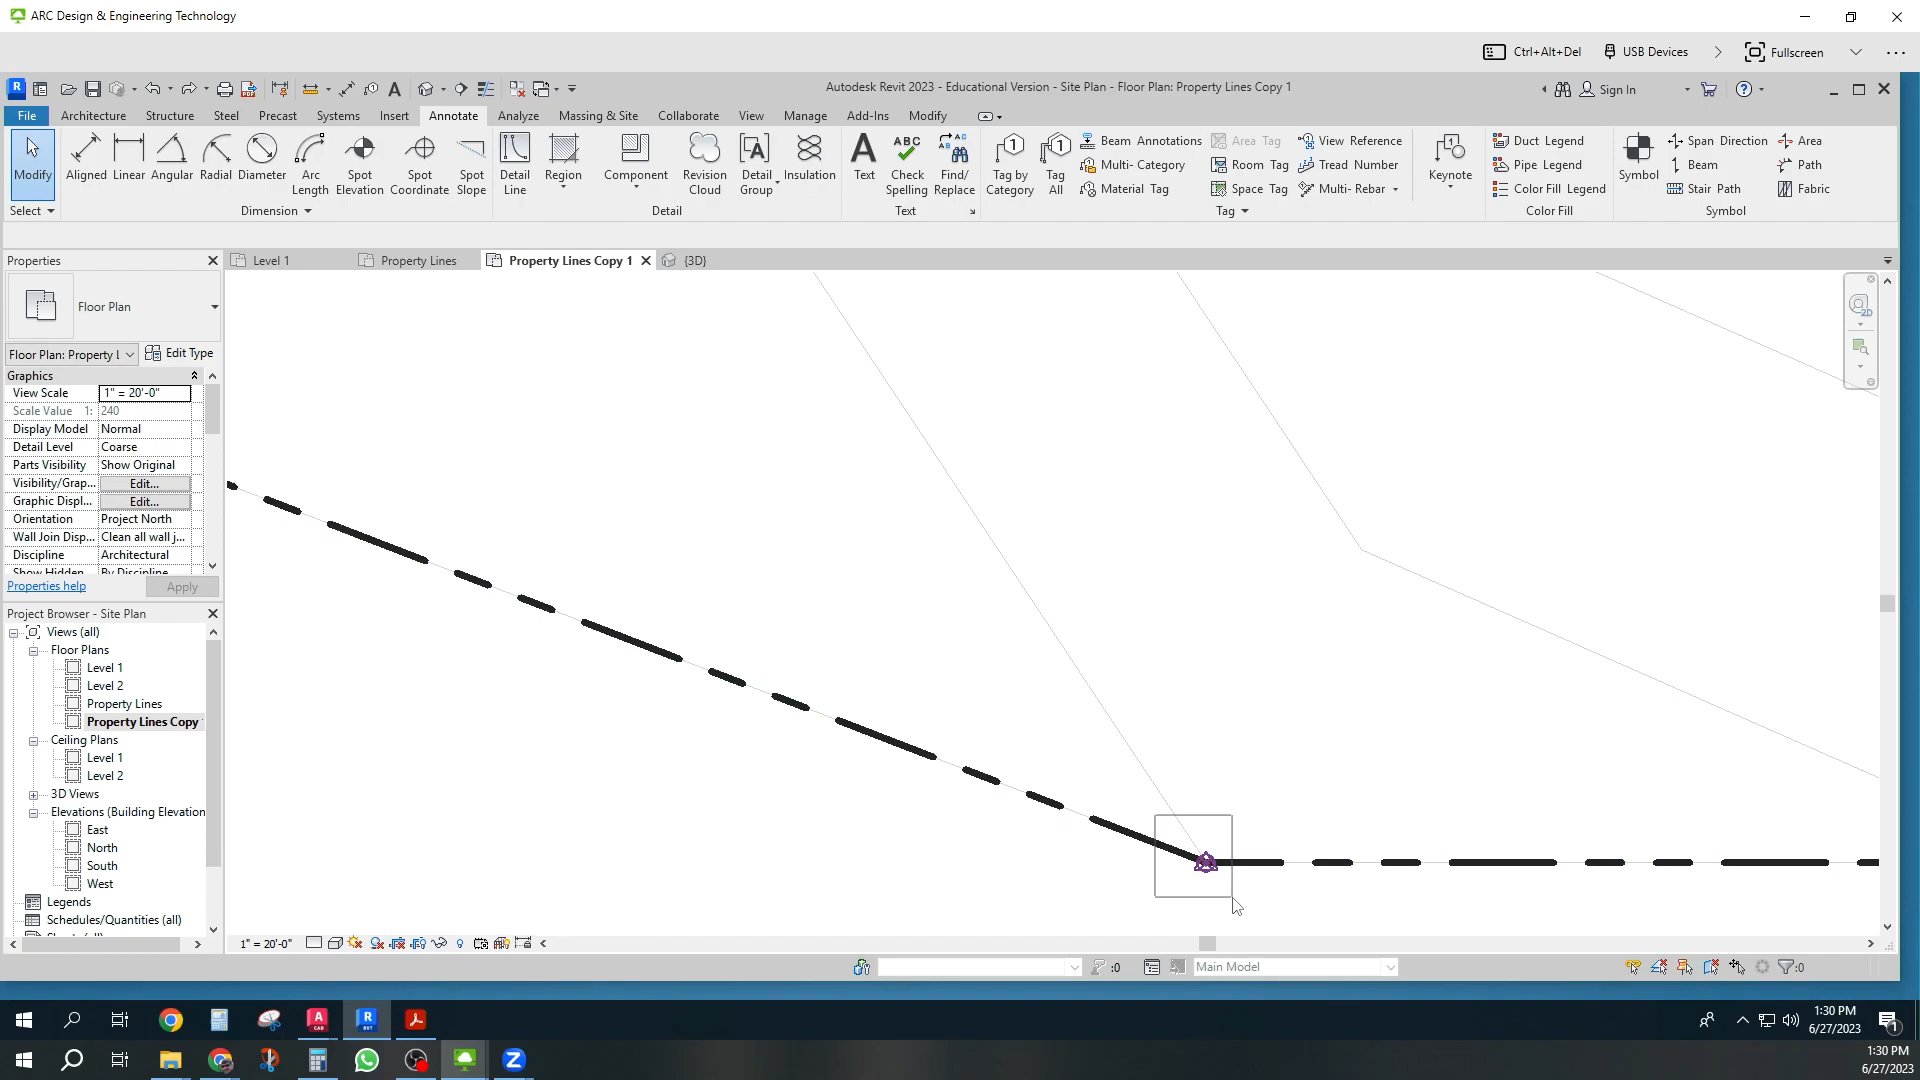 ARC Design & Engineering Technology
Ctrl+Alt+Del
USB Devices
Fullscreen
Autodesk Revit 2023 - Educational Version - Site Plan - Floor Plan: Property Lines Copy 1
Sign In
File
Architecture
Structure
Steel
Precast
Systems
Insert
Annotate
Analyze
Massing & Site
Collaborate
View
Manage
Add-Ins
Modify
Modify
Aligned
Linear
Angular
Radial
Diameter
Arc
Length
Spot
Elevation
Spot
Coordinate
Spot
Slope
Detail
Line
Region
Component
Revision
Cloud
Detail
Group
Insulation
Text
Check
Spelling
Find/
Replace
Tag by
Category
Tag
All
Beam Annotations
Multi- Category
Material Tag
Area Tag
Room Tag
Space Tag
View Reference
Tread Number
Multi- Rebar
Keynote
Duct Legend
Pipe Legend
Color Fill Legend
Symbol
Span Direction
Beam
Stair Path
Area
Path
Fabric
Select
Dimension
Detail
Text
Tag
Color Fill
Symbol
Properties
Level 1
Property Lines
Property Lines Copy 1
{3D}
Floor Plan
Floor Plan: Property L
Edit Type
Graphics
View Scale
1" = 20'-0"
Scale Value 1:
240
Display Model
Normal
Detail Level
Coarse
Parts Visibility
Show Original
Visibility/Grap...
Edit...
Graphic Displ...
Edit...
Orientation
Project North
Wall Join Disp...
Clean all wall j...
Discipline
Architectural
Show Hidden
By Discipline
Properties help
Apply
Project Browser - Site Plan
Views (all)
Floor Plans
Level 1
Level 2
Property Lines
Property Lines Copy
Ceiling Plans
Level 1
Level 2
3D Views
Elevations (Building Elevation
East
North
South
West
Legends
Schedules/Quantities (all)
1" = 20'-0"
:0
Main Model
:0
1:30 PM
6/27/2023
1:30 PM
6/27/2023